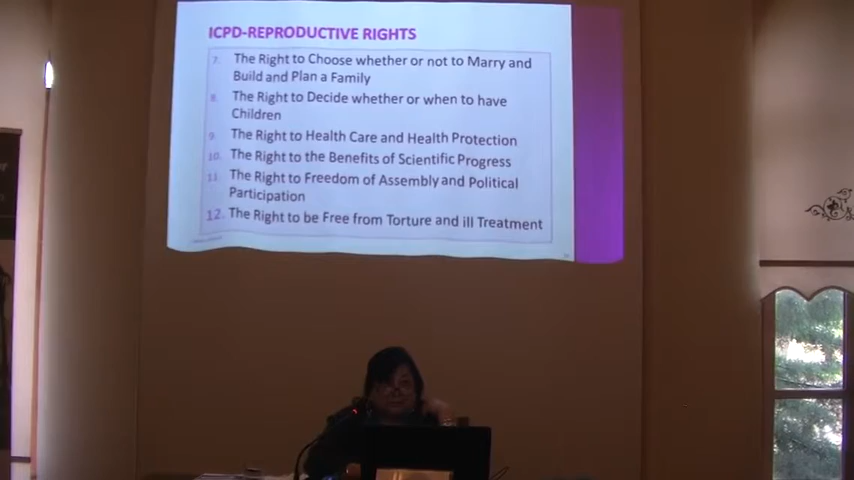 ICPD-REPRODUCTIVE RIGHTS
7. The Right to Choose whether or not to Marry and
Build and Plan a Family
8. The Right to Decide whether or when to have
Children
9. The Right to Health Care and Health Protection
10. The Right to the Benefits of Scientific Progress
11. The Right to Freedom of Assembly and Political
Participation
12. The Right to be Free from Torture and ill Treatment